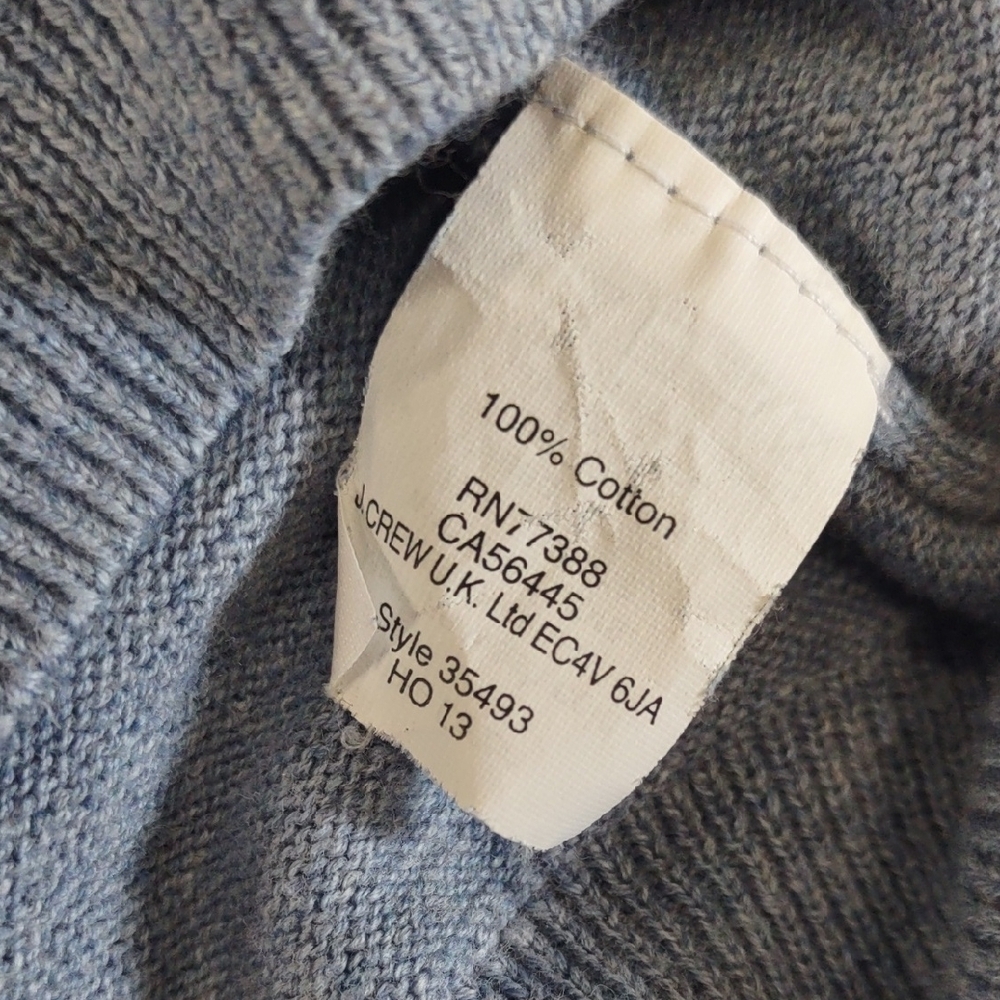 100% Cotton
RN77388
CA56445
J.CREW U.K. Ltd EC4V 6JA
Style 35493
HO 13